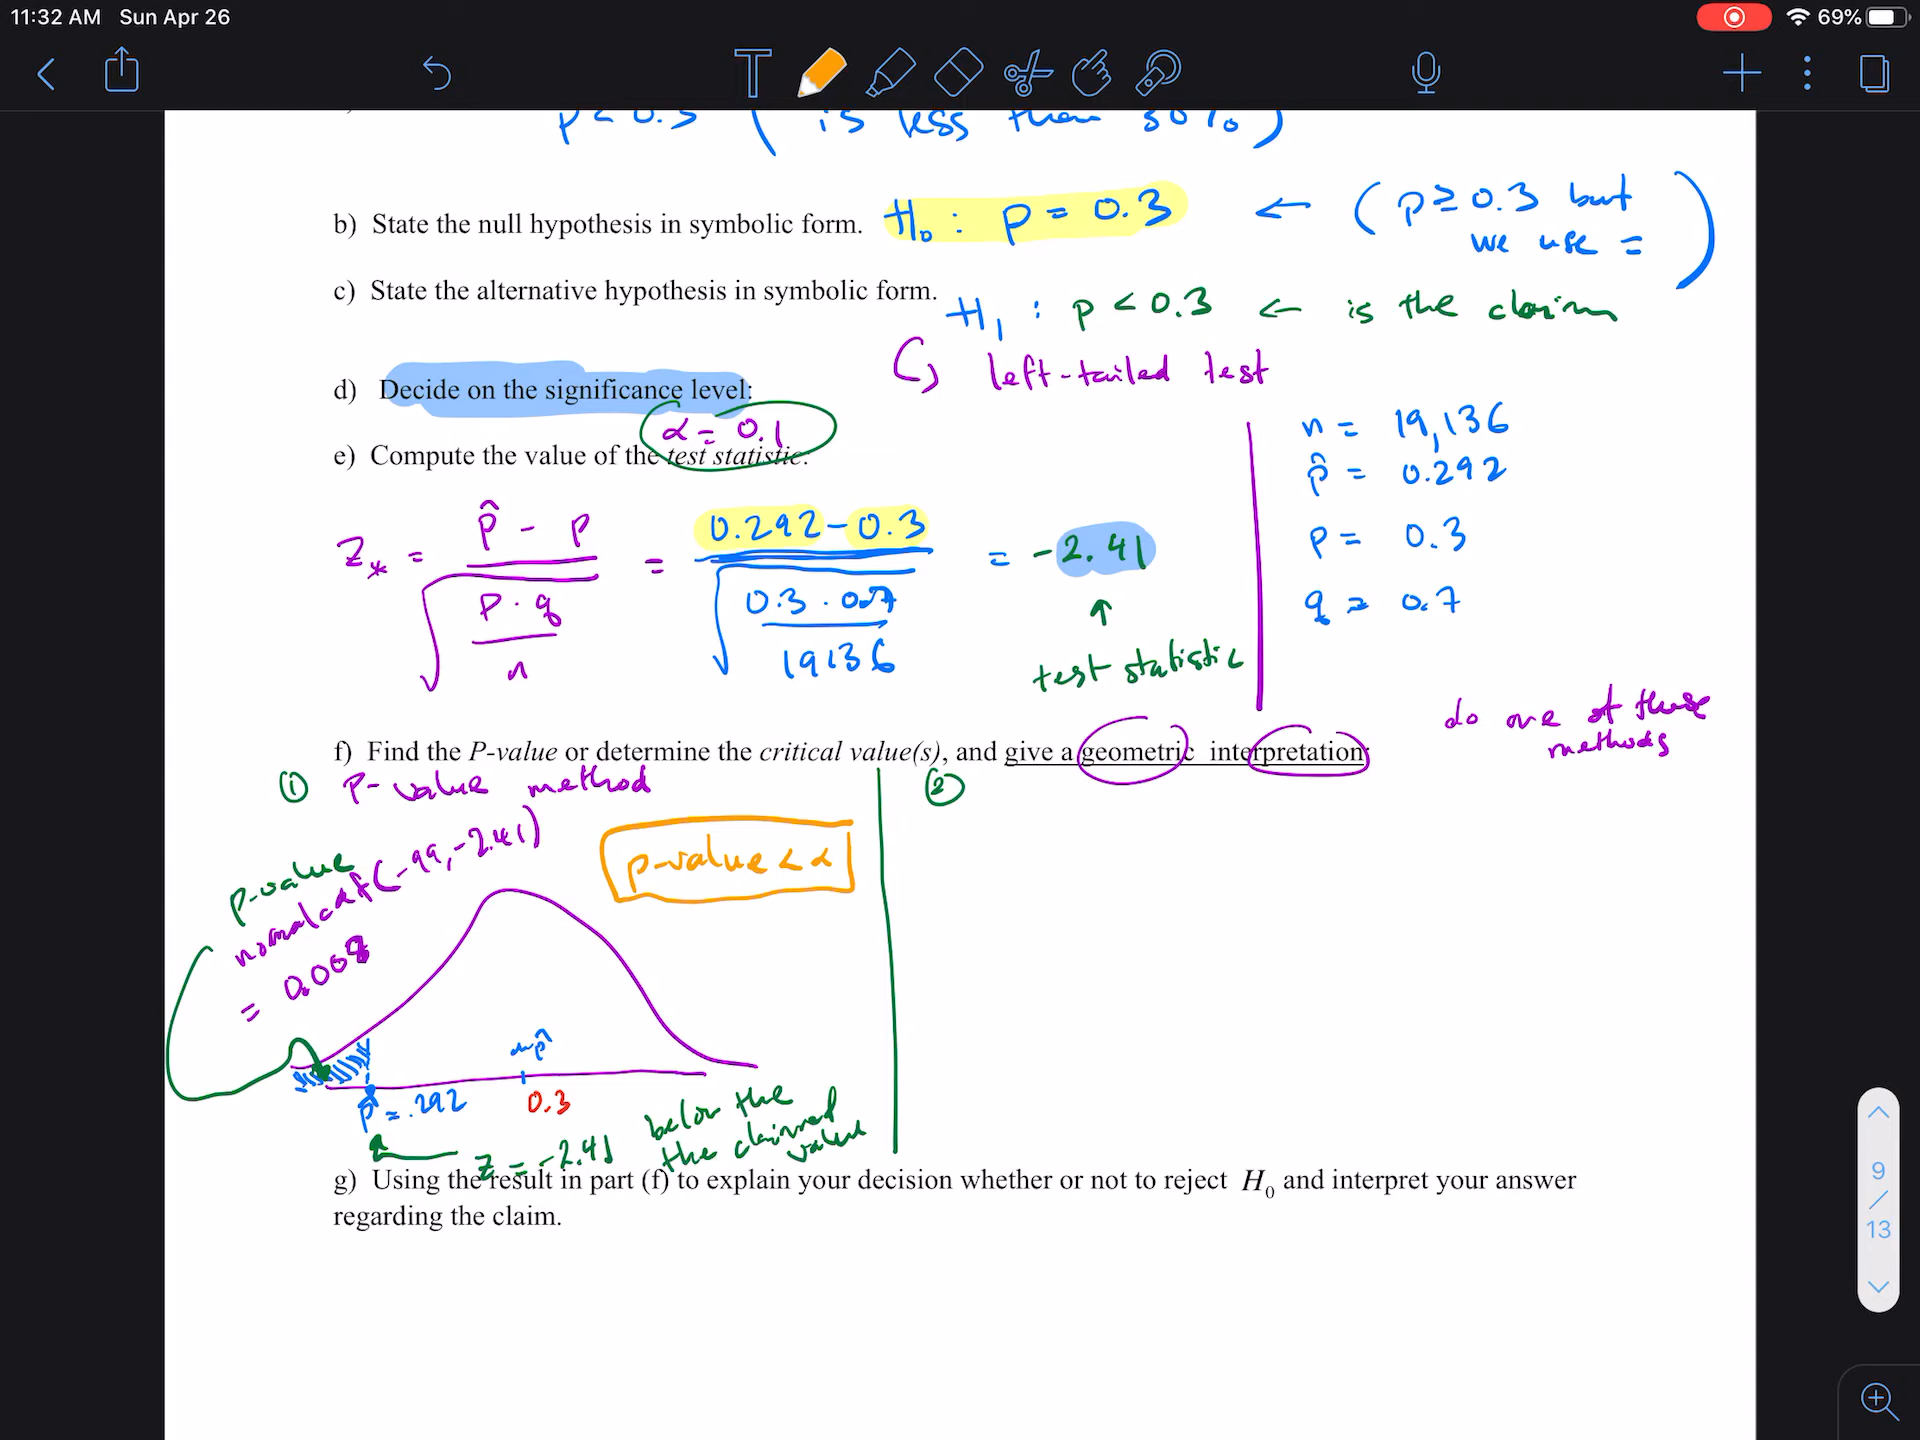 11:32 AM Sun Apr 26
69%
p < 0.3 ( is less than 30% )
b) State the null hypothesis in symbolic form. H₀ : p = 0.3 ← ( p ≥ 0.3 but
we use = )
c) State the alternative hypothesis in symbolic form.
H₁ : p < 0.3 ← is the claim
↪ left-tailed test
d) Decide on the significance level:
α = 0.1
e) Compute the value of the test statistic.
n = 19,136
p̂ = 0.292
p = 0.3
q = 0.7
z* = (p̂ - p) / √(p · q / n) = (0.292 - 0.3) / √(0.3 · 0.7 / 19136) = -2.41
↑
test statistic
do one of these
methods
f) Find the P-value or determine the critical value(s), and give a geometric interpretation:
① P-value method
②
p-value
normalcdf(-99, -2.41)
= 0.008
p-value < α
p̂ = .292
0.3
z = -2.41
below the
the claimed
value
g) Using the result in part (f) to explain your decision whether or not to reject H₀ and interpret your answer
regarding the claim.
9
/
13